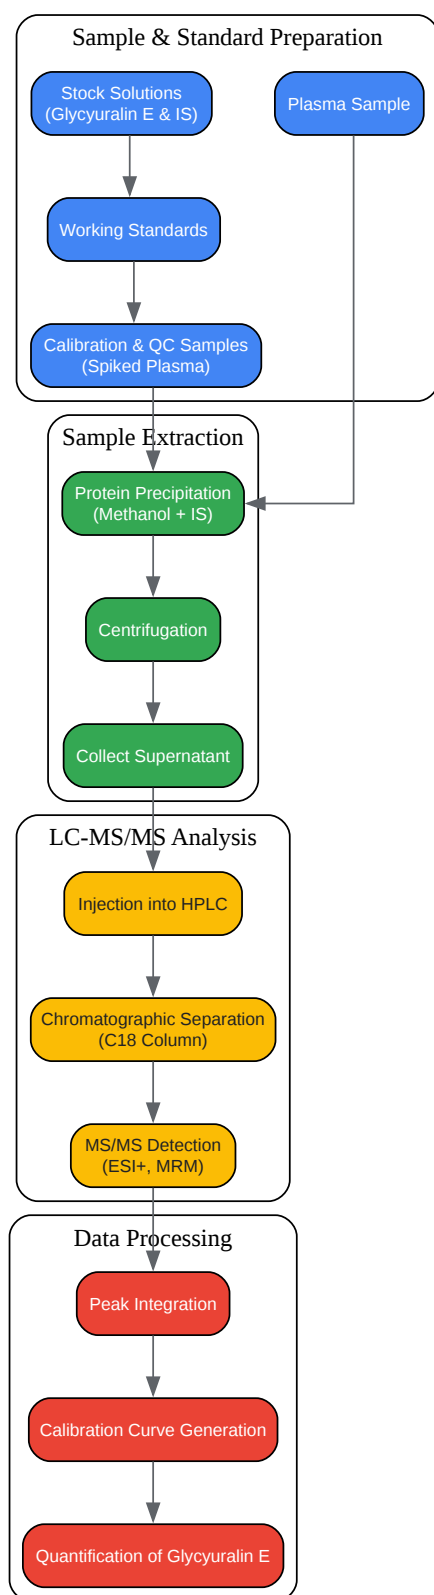 Sample & Standard Preparation
Stock Solutions
(Glycyuralin E & IS)
Plasma Sample
Working Standards
Calibration & QC Samples
(Spiked Plasma)
Sample Extraction
Protein Precipitation
(Methanol + IS)
Centrifugation
Collect Supernatant
LC-MS/MS Analysis
Injection into HPLC
Chromatographic Separation
(C18 Column)
MS/MS Detection
(ESI+, MRM)
Data Processing
Peak Integration
Calibration Curve Generation
Quantification of Glycyuralin E